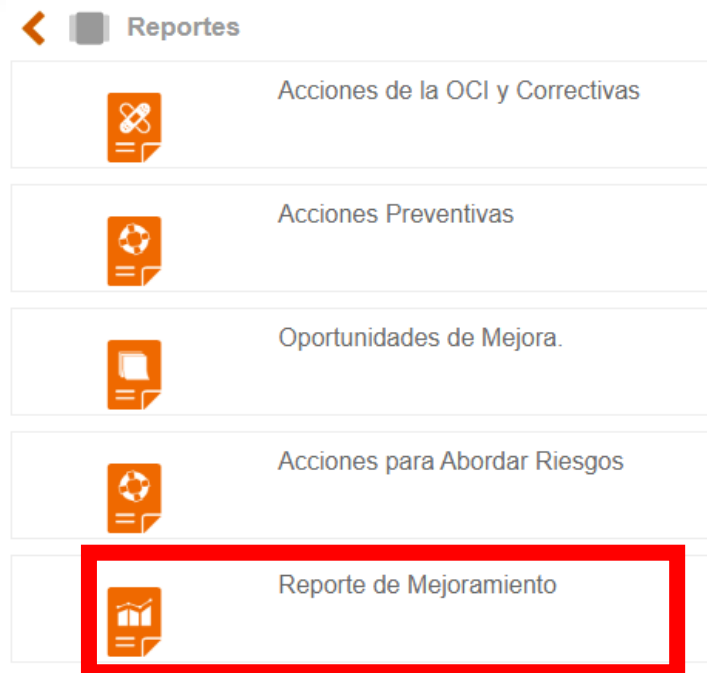 Reportes
Acciones de la OCI y Correctivas
Acciones Preventivas
Oportunidades de Mejora.
Acciones para Abordar Riesgos
Reporte de Mejoramiento